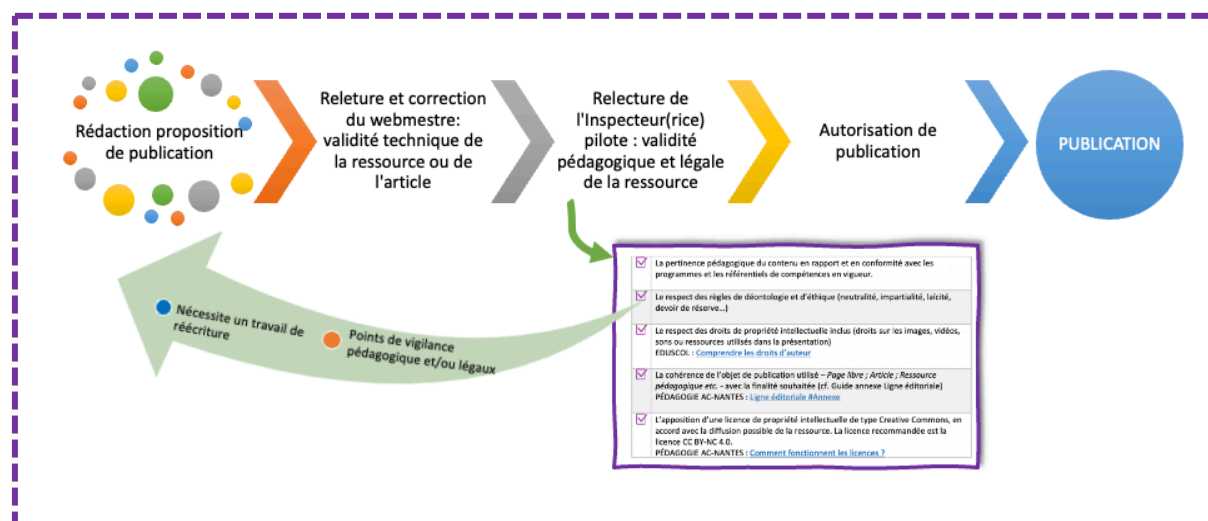 Rédaction proposition
de publication
Releture et correction
du webmestre:
validité technique de
la ressource ou de
l'article
Relecture de
l'Inspecteur(rice)
pilote : validité
pédagogique et légale
de la ressource
Autorisation de
publication
PUBLICATION
La pertinence pédagogique du contenu en rapport et en conformité avec les
programmes et les référentiels de compétences en vigueur.
Le respect des règles de déontologie et d'éthique (neutralité, impartialité, laïcité,
devoir de réserve...)
Le respect des droits de propriété intellectuelle inclus (droits sur les images, vidéos,
sons ou ressources utilisés dans la présentation)
EDUSCOL : Comprendre les droits d'auteur
La cohérence de l'objet de publication utilisé – Page libre ; Article ; Ressource
pédagogique etc. - avec la finalité souhaitée (cf. Guide annexe Ligne éditoriale)
PÉDAGOGIE AC-NANTES : Ligne éditoriale #Annexe
L'apposition d'une licence de propriété intellectuelle de type Creative Commons, en
accord avec la diffusion possible de la ressource. La licence recommandée est la
licence CC BY-NC 4.0.
PÉDAGOGIE AC-NANTES : Comment fonctionnent les licences ?
Nécessite un travail de
réécriture
Points de vigilance
pédagogique et/ou légaux